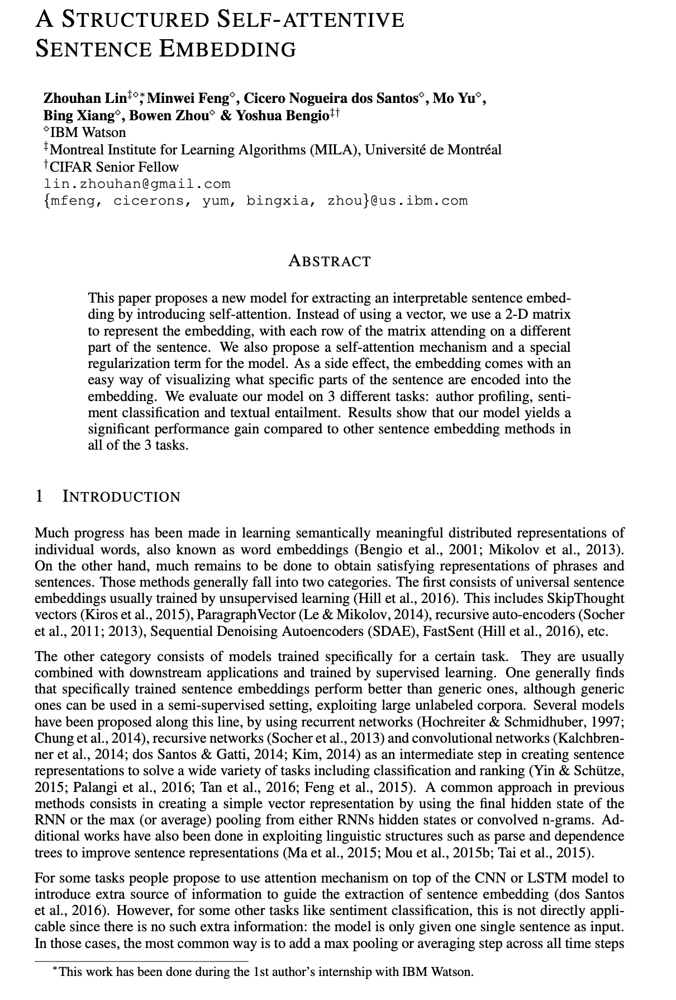 A STRUCTURED SELF-ATTENTIVE
SENTENCE EMBEDDING
Zhouhan Lin‡⋄*, Minwei Feng⋄, Cicero Nogueira dos Santos⋄, Mo Yu⋄,
Bing Xiang⋄, Bowen Zhou⋄ & Yoshua Bengio‡†
⋄IBM Watson
‡Montreal Institute for Learning Algorithms (MILA), Université de Montréal
†CIFAR Senior Fellow
lin.zhouhan@gmail.com
{mfeng, cicerons, yum, bingxia, zhou}@us.ibm.com
ABSTRACT
This paper proposes a new model for extracting an interpretable sentence embed-
ding by introducing self-attention. Instead of using a vector, we use a 2-D matrix
to represent the embedding, with each row of the matrix attending on a different
part of the sentence. We also propose a self-attention mechanism and a special
regularization term for the model. As a side effect, the embedding comes with an
easy way of visualizing what specific parts of the sentence are encoded into the
embedding. We evaluate our model on 3 different tasks: author profiling, senti-
ment classification and textual entailment. Results show that our model yields a
significant performance gain compared to other sentence embedding methods in
all of the 3 tasks.
1 INTRODUCTION
Much progress has been made in learning semantically meaningful distributed representations of
individual words, also known as word embeddings (Bengio et al., 2001; Mikolov et al., 2013).
On the other hand, much remains to be done to obtain satisfying representations of phrases and
sentences. Those methods generally fall into two categories. The first consists of universal sentence
embeddings usually trained by unsupervised learning (Hill et al., 2016). This includes SkipThought
vectors (Kiros et al., 2015), ParagraphVector (Le & Mikolov, 2014), recursive auto-encoders (Socher
et al., 2011; 2013), Sequential Denoising Autoencoders (SDAE), FastSent (Hill et al., 2016), etc.
The other category consists of models trained specifically for a certain task. They are usually
combined with downstream applications and trained by supervised learning. One generally finds
that specifically trained sentence embeddings perform better than generic ones, although generic
ones can be used in a semi-supervised setting, exploiting large unlabeled corpora. Several models
have been proposed along this line, by using recurrent networks (Hochreiter & Schmidhuber, 1997;
Chung et al., 2014), recursive networks (Socher et al., 2013) and convolutional networks (Kalchbren-
ner et al., 2014; dos Santos & Gatti, 2014; Kim, 2014) as an intermediate step in creating sentence
representations to solve a wide variety of tasks including classification and ranking (Yin & Schütze,
2015; Palangi et al., 2016; Tan et al., 2016; Feng et al., 2015). A common approach in previous
methods consists in creating a simple vector representation by using the final hidden state of the
RNN or the max (or average) pooling from either RNNs hidden states or convolved n-grams. Ad-
ditional works have also been done in exploiting linguistic structures such as parse and dependence
trees to improve sentence representations (Ma et al., 2015; Mou et al., 2015b; Tai et al., 2015).
For some tasks people propose to use attention mechanism on top of the CNN or LSTM model to
introduce extra source of information to guide the extraction of sentence embedding (dos Santos
et al., 2016). However, for some other tasks like sentiment classification, this is not directly appli-
cable since there is no such extra information: the model is only given one single sentence as input.
In those cases, the most common way is to add a max pooling or averaging step across all time steps
*This work has been done during the 1st author's internship with IBM Watson.